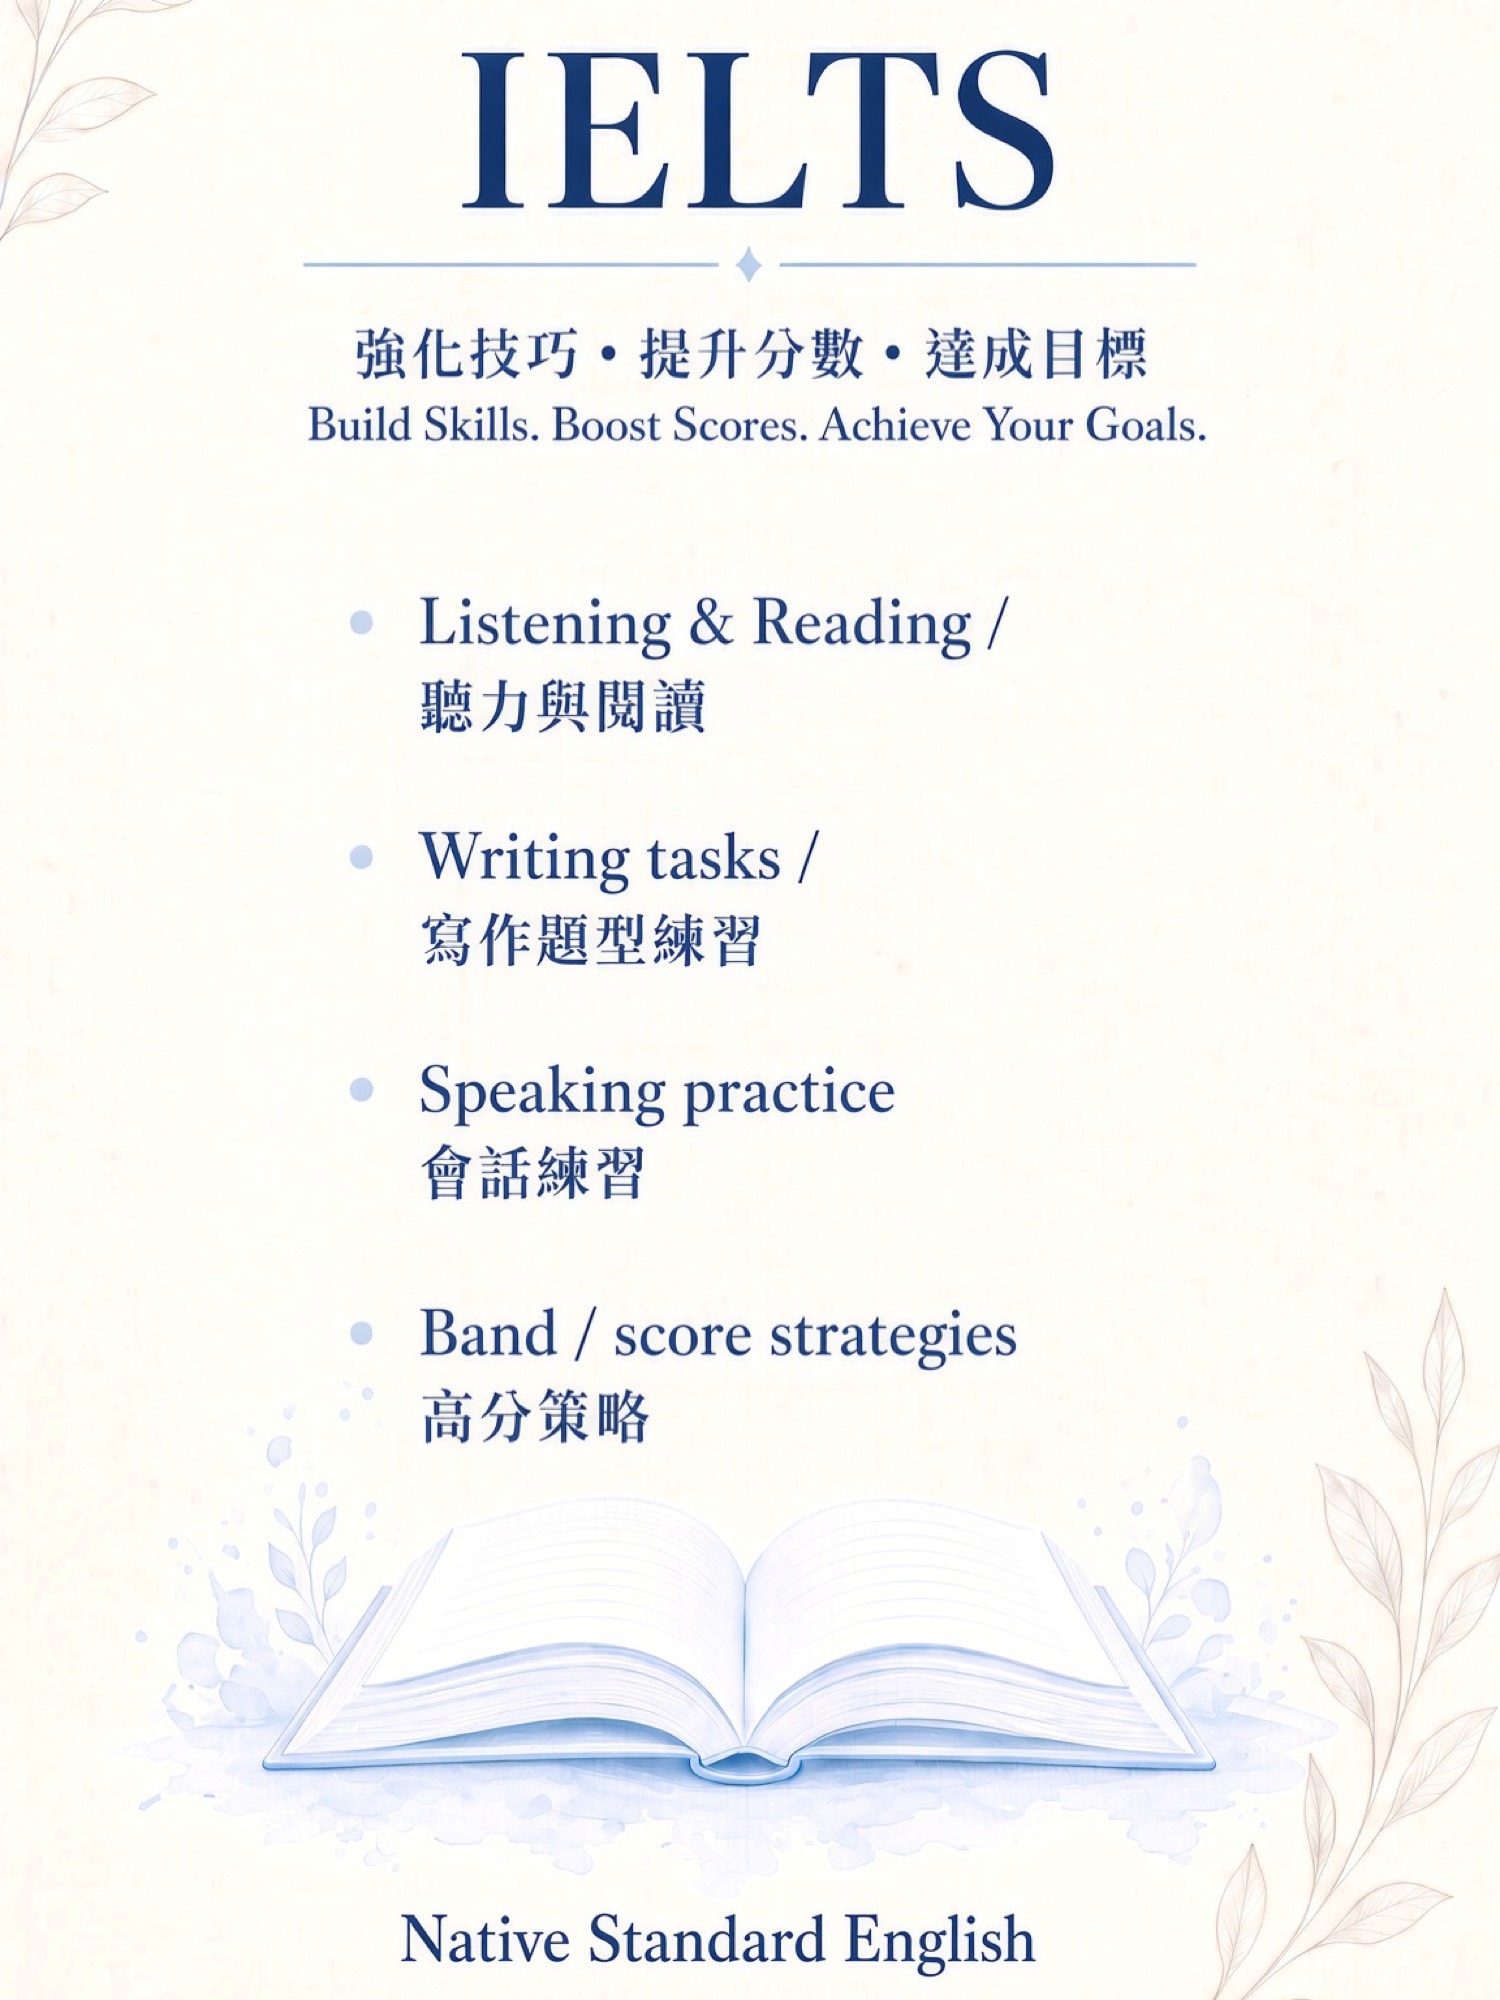 IELTS
強化技巧・提升分數・達成目標
Build Skills. Boost Scores. Achieve Your Goals.
Listening & Reading /
聽力與閱讀
Writing tasks /
寫作題型練習
Speaking practice
會話練習
Band / score strategies
高分策略
Native Standard English